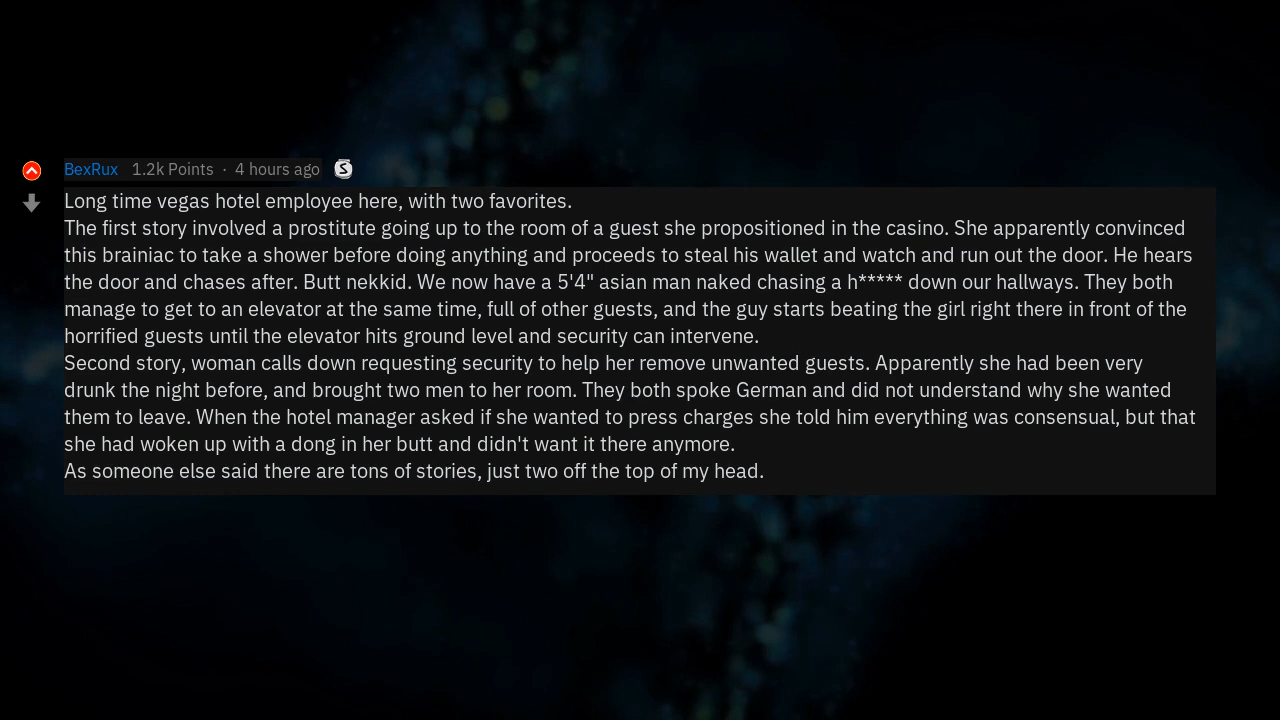 BexRux 1.2k Points · 4 hours ago S
Long time vegas hotel employee here, with two favorites.
The first story involved a prostitute going up to the room of a guest she propositioned in the casino. She apparently convinced
this brainiac to take a shower before doing anything and proceeds to steal his wallet and watch and run out the door. He hears
the door and chases after. Butt nekkid. We now have a 5'4" asian man naked chasing a h***** down our hallways. They both
manage to get to an elevator at the same time, full of other guests, and the guy starts beating the girl right there in front of the
horrified guests until the elevator hits ground level and security can intervene.
Second story, woman calls down requesting security to help her remove unwanted guests. Apparently she had been very
drunk the night before, and brought two men to her room. They both spoke German and did not understand why she wanted
them to leave. When the hotel manager asked if she wanted to press charges she told him everything was consensual, but that
she had woken up with a dong in her butt and didn't want it there anymore.
As someone else said there are tons of stories, just two off the top of my head.